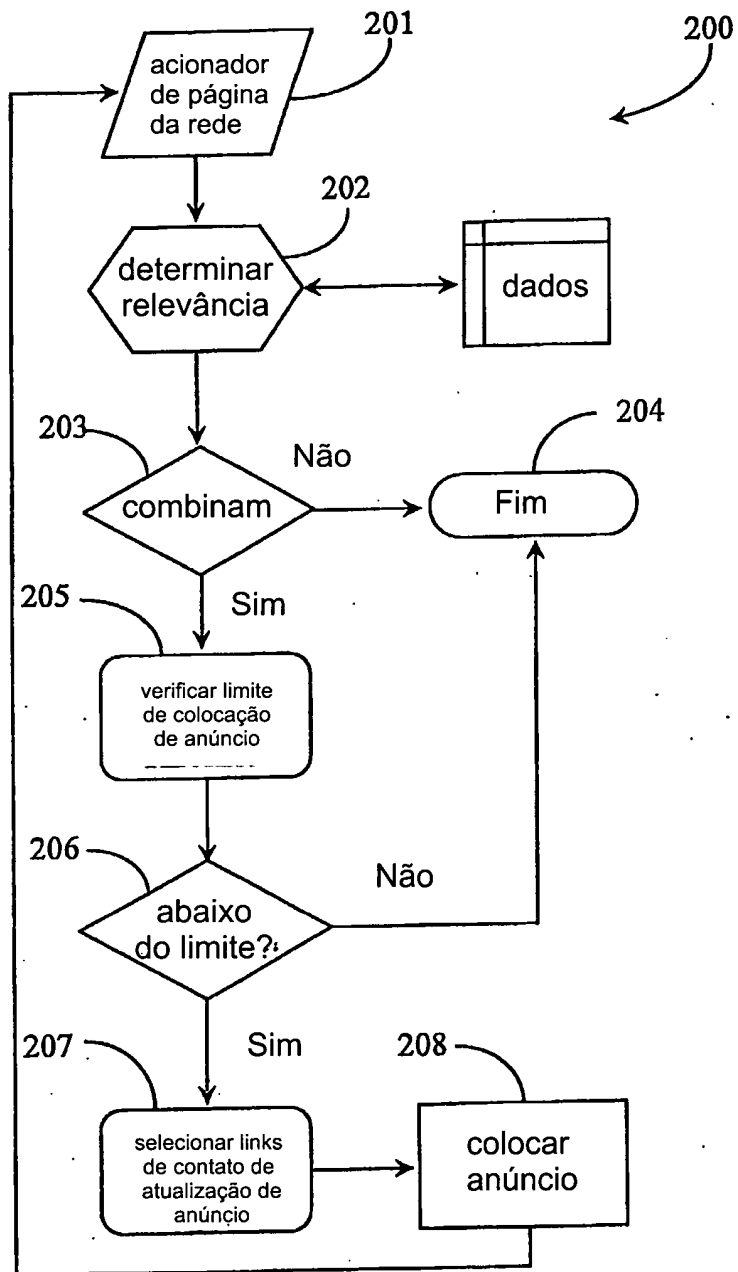 201
200
acionador
de página
da rede
202
determinar
relevância
dados
203
Não
204
combinam
Fim
205
Sim
verificar limite
de colocação
de anúncio
206
Não
abaixo
do limite?
207
Sim
208
selecionar links
de contato de
atualização de
anúncio
colocar
anúncio